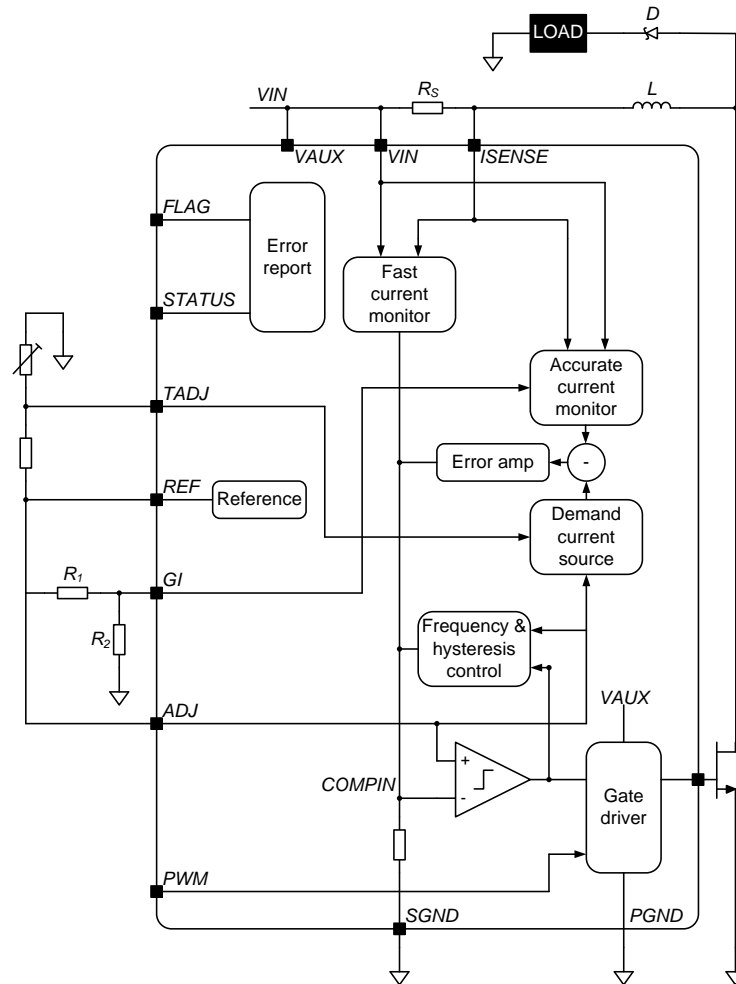 LOAD
D
VIN
RS
L
VAUX
VIN
ISENSE
FLAG
Error
report
Fast
current
monitor
STATUS
Accurate
current
monitor
TADJ
-
Error amp
REF
Reference
Demand
current
source
R1
GI
R2
Frequency &
hysteresis
control
ADJ
VAUX
+
COMPIN
-
Gate
driver
PWM
SGND
PGND